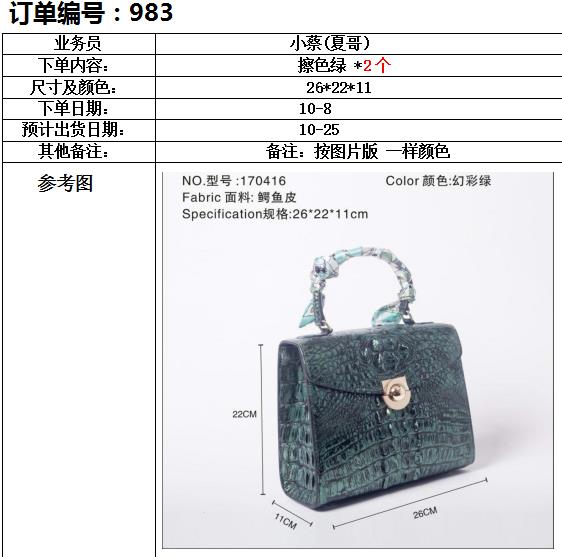 订单编号：983
业务员 小蔡(夏哥)
下单内容： 擦色绿 *2个
尺寸及颜色： 26*22*11
下单日期： 10-8
预计出货日期： 10-25
其他备注： 备注：按图片版 一样颜色
参考图
NO.型号 :170416 Color 颜色:幻彩绿
Fabric 面料: 鳄鱼皮
Specification规格:26*22*11cm
22CM
11CM
26CM